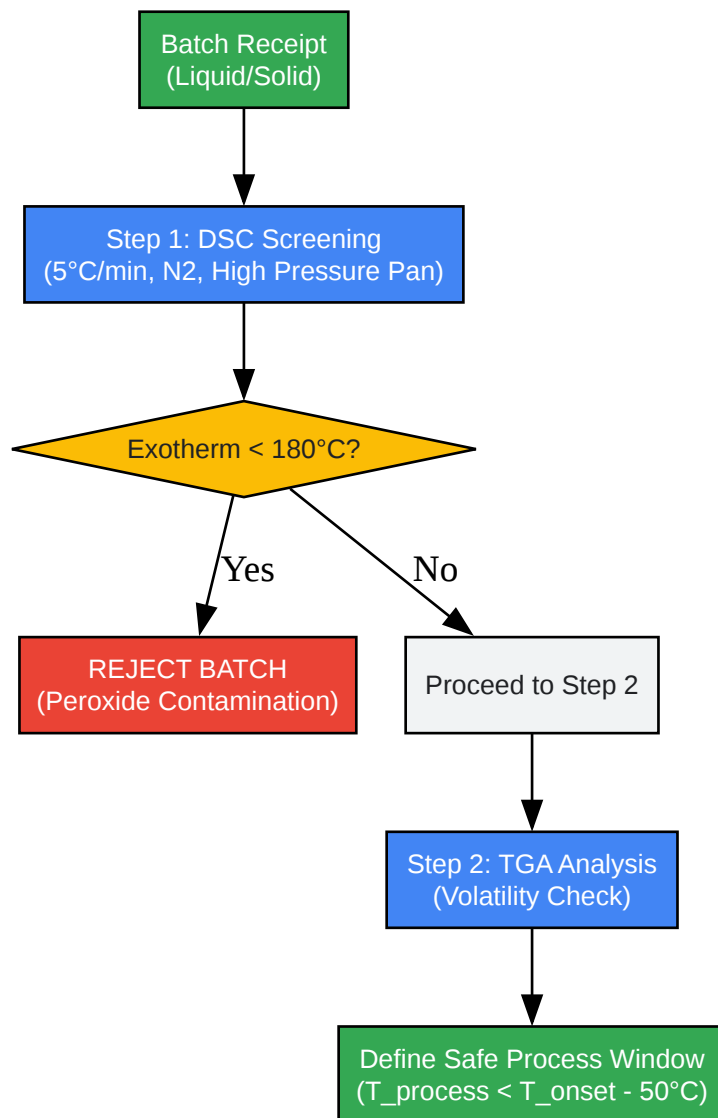 Batch Receipt
(Liquid/Solid)
Step 1: DSC Screening
(5°C/min, N2, High Pressure Pan)
Exotherm < 180°C?
Yes
No
REJECT BATCH
(Peroxide Contamination)
Proceed to Step 2
Step 2: TGA Analysis
(Volatility Check)
Define Safe Process Window
(T_process < T_onset - 50°C)